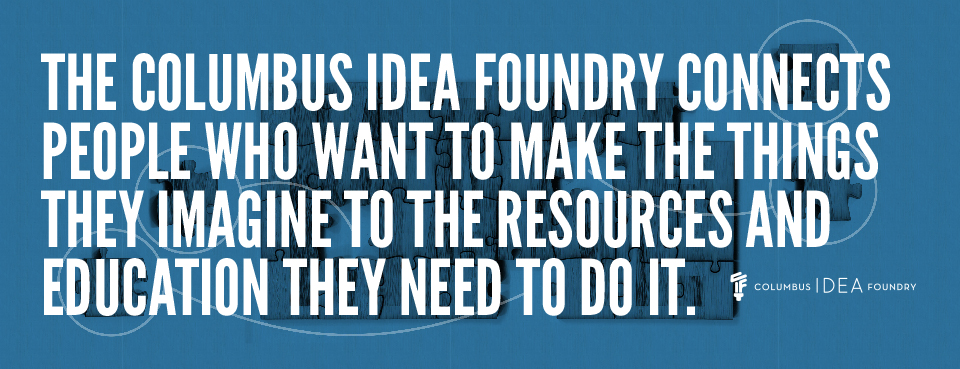 THE COLUMBUS IDEA FOUNDRY CONNECTS
PEOPLE WHO WANT TO MAKE THE THINGS
THEY IMAGINE TO THE RESOURCES AND
EDUCATION THEY NEED TO DO IT.
COLUMBUS IDEA FOUNDRY